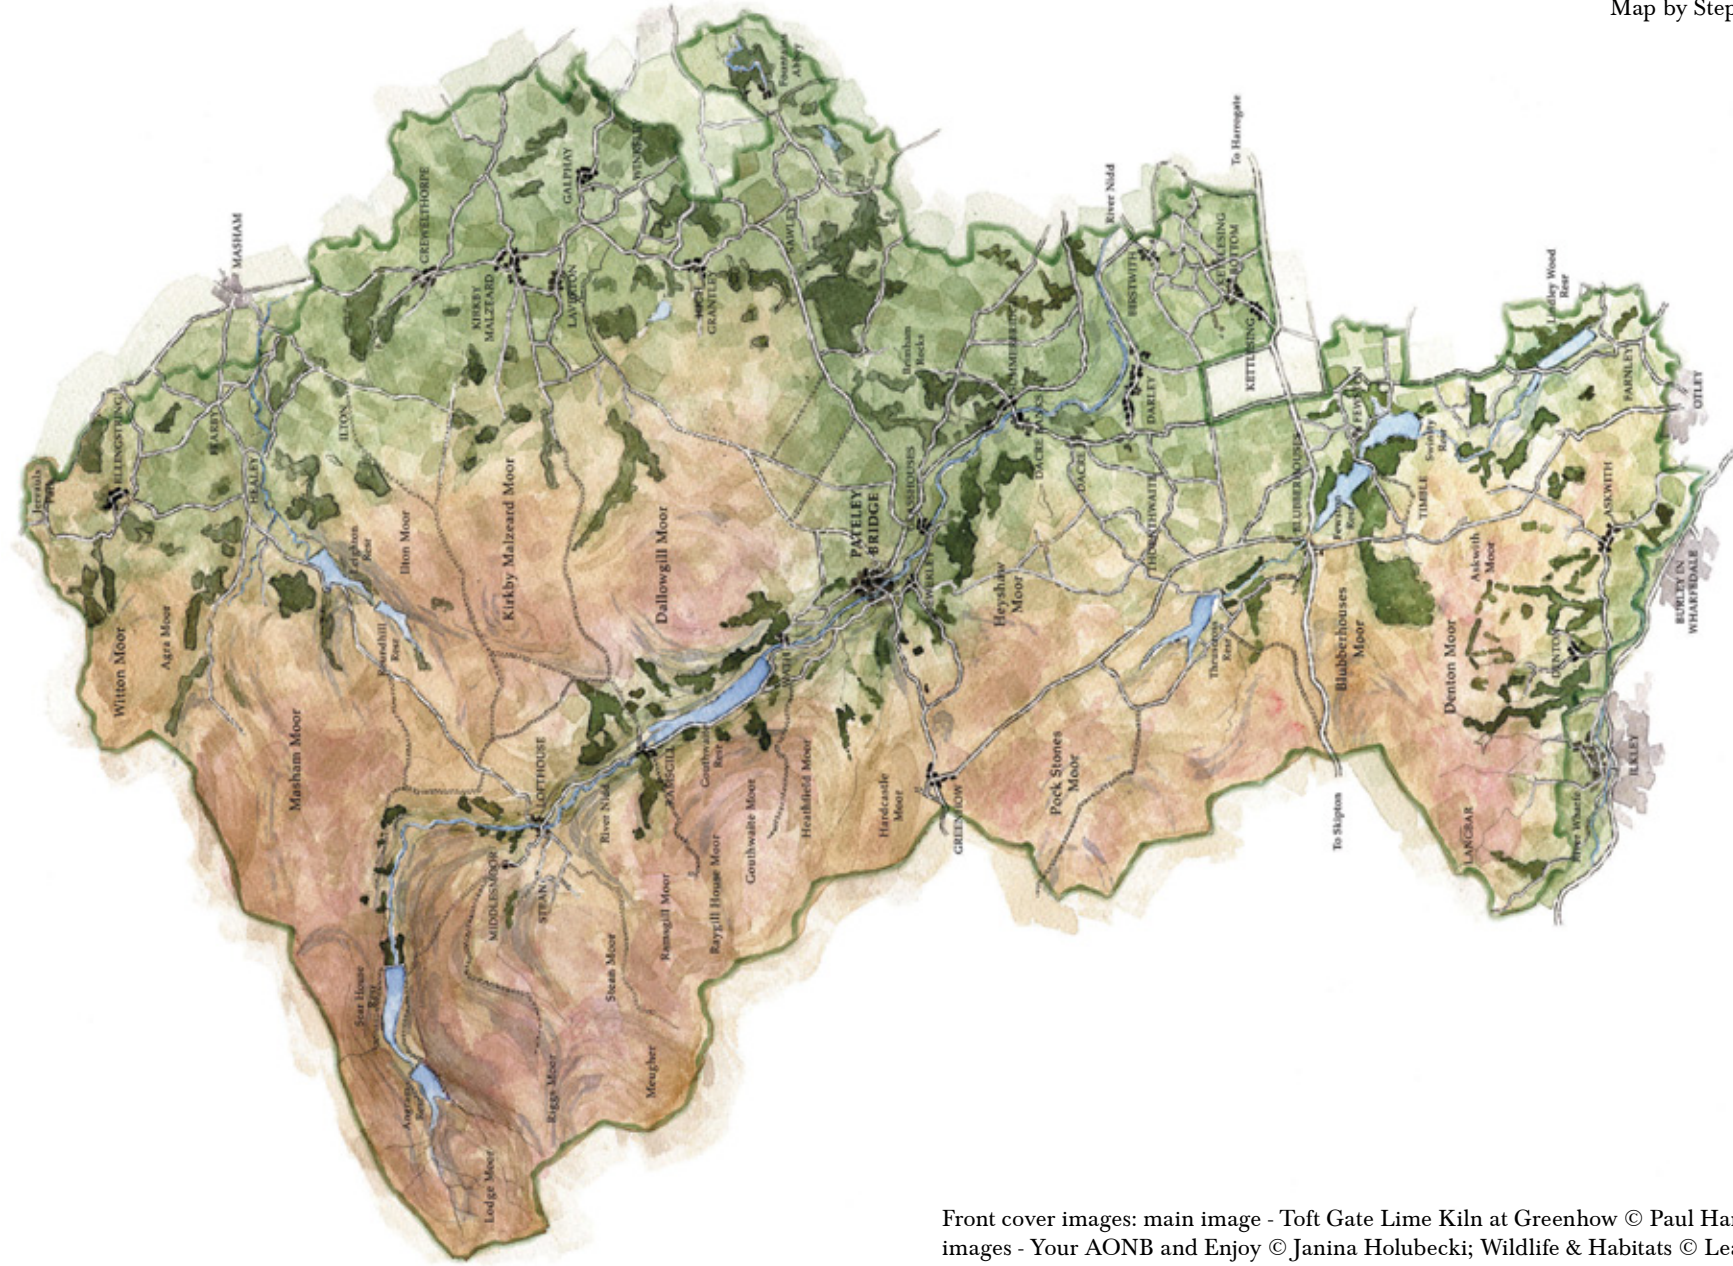 Map by Step
Fountains
Abbey
To Harrogate
River Nidd
MASHAM
CREWELTHORPE
GALPHAY
WINKSLEY
SAWLEY
KIRKBY
MALZEARD
LAVERTON
HIGH
GRANTLEY
Brimham
Rocks
SUMMERBRIDGE
BIRSTWITH
KETTLESING
BOTTOM
KETTLESING
DARLEY
Lindley Wood
Resr
FARNLEY
OTLEY
Jervaulx
Park
ELLINGSTRING
FEARBY
HEALEY
ILTON
Leighton
Resr
Ilton Moor
Kirkby Malzeard Moor
Dallowgill Moor
PATELEY
BRIDGE
GLASSHOUSES
BEWERLEY
DACRE
BANKS
DACRE
THORNTHWAITE
BLUBBERHOUSES
FEWSTON
Fewston
Resr
Swinsty
Resr
TIMBLE
ASKWITH
Askwith
Moor
BURLEY IN
WHARFEDALE
Witton Moor
Agra Moor
Roundhill
Resr
Masham Moor
Heyshaw
Moor
Thruscross
Resr
Blubberhouses
Moor
Denton Moor
DENTON
ILKLEY
LOFTHOUSE
RAMSGILL
Gouthwaite
Resr
WATH
River Nidd
Gouthwaite Moor
Heathfield Moor
Hardcastle
Moor
GREENHOW
Pock Stones
Moor
To Skipton
LANGBAR
River Wharfe
MIDDLESMOOR
STEAN
Stean Moor
Ramsgill Moor
Raygill House Moor
Scar House
Resr
Angram
Resr
Riggs Moor
Meugher
Lodge Moor
Front cover images: main image - Toft Gate Lime Kiln at Greenhow © Paul Har
images - Your AONB and Enjoy © Janina Holubecki; Wildlife & Habitats © Lea